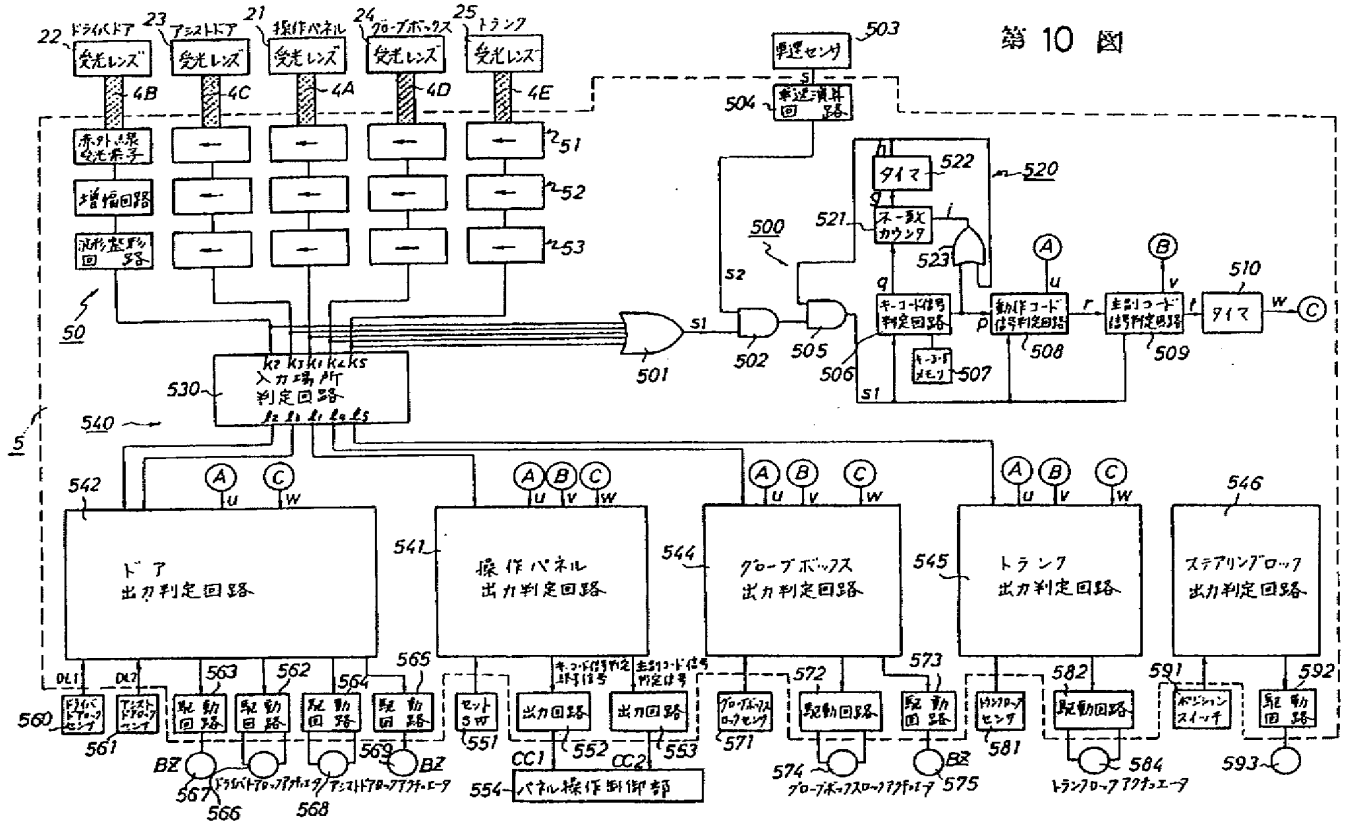 第10図
22
ドライバドア
23
アシストドア
21
操作パネル
24
グローブボックス
25
トランク
受光レンズ
受光レンズ
受光レンズ
受光レンズ
受光レンズ
4B
4C
4A
4D
4E
503
車速センサ
S
504
車速演算
回路
赤外線
受光素子
51
増幅回路
52
波形整形
回路
53
50
h
タイマ
522
520
g
521
不一致
カウンタ
i
523
500
S2
q
A
u
B
v
510
キーコード信号
判定回路
P
動作コード
信号判定回路
r
主副コード
信号判定回路
t
タイマ
w
C
506
508
509
キーコード
メモリ
507
501
S1
502
505
S1
k2 k3 k1 k4 k5
530
入力場所
判定回路
l2 l3 l1 l4 l5
5
540
542
A
u
C
w
ドア
出力判定回路
541
A
u
B
v
C
w
操作パネル
出力判定回路
544
A
u
B
v
C
w
グローブボックス
出力判定回路
545
A
u
B
v
C
w
トランク
出力判定回路
546
ステアリングロック
出力判定回路
DL1
DL2
560
ドライバ
ドアロック
センサ
561
アシスト
ドアロック
センサ
563
駆動
回路
562
駆動
回路
564
駆動
回路
565
駆動
回路
セット
SW
551
キーコード信号判定
信号
主副コード信号
判定信号
出力回路
552
出力回路
553
グローブボックス
ロックセンサ
571
572
駆動回路
573
駆動
回路
トランクロック
センサ
581
582
駆動回路
591
ポジション
スイッチ
592
駆動
回路
BZ
567
566
ドライバドアロックアクチュエータ
568
アシストドアロックアクチュエータ
569
BZ
CC1
CC2
554
パネル操作制御部
574
グローブボックスロックアクチュエータ
BZ
575
584
トランクロックアクチュエータ
593